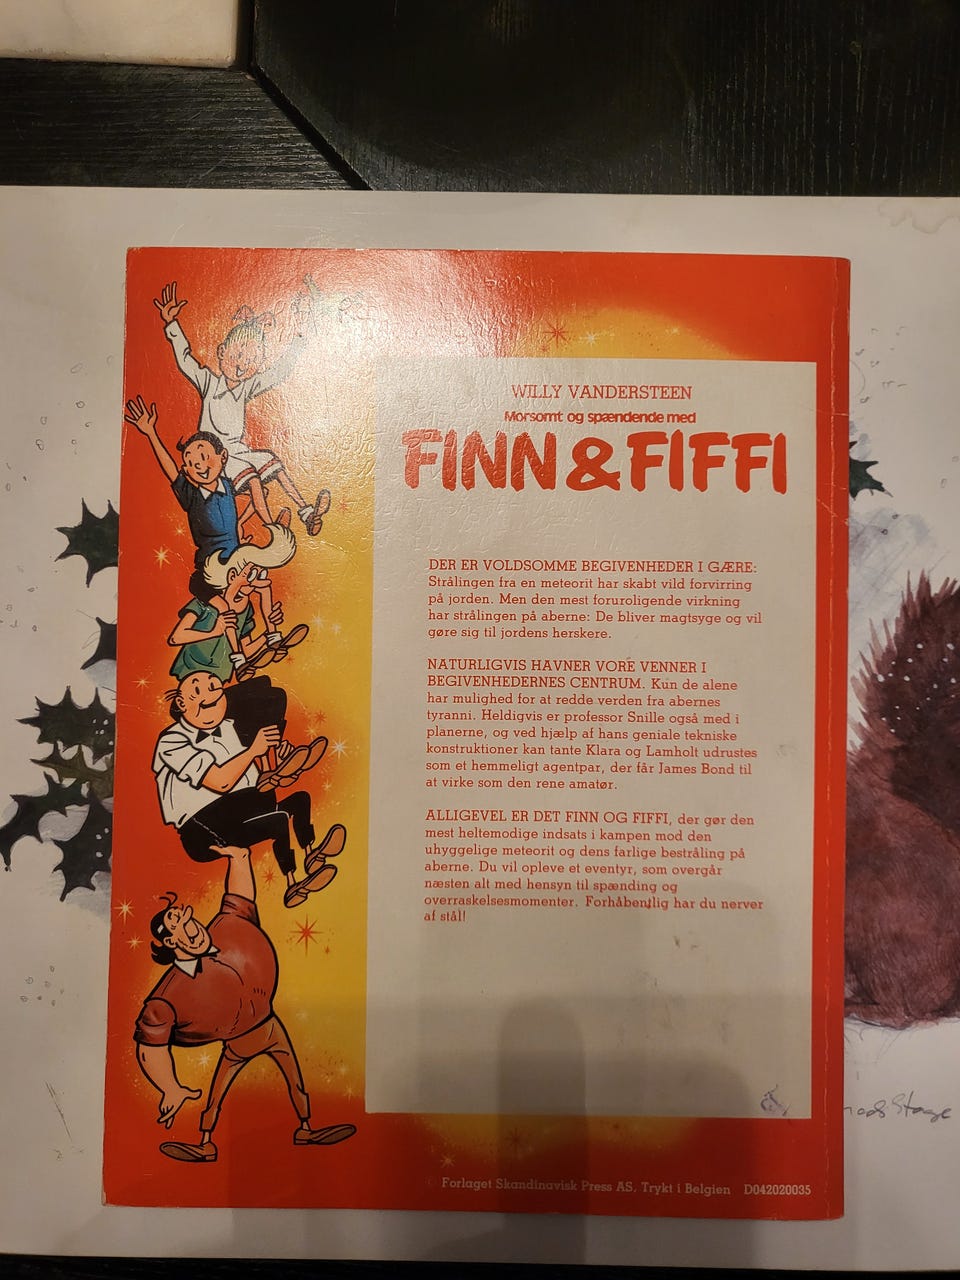 WILLY VANDERSTEEN
Morsomt og spændende med
FINN & FIFFI
DER ER VOLDSOMME BEGIVENHEDER I GÆRE:
Strålingen fra en meteorit har skabt vild forvirring
på jorden. Men den mest foruroligende virkning
har strålingen på aberne: De bliver magtsyge og vil
gøre sig til jordens herskere.
NATURLIGVIS HAVNER VORE VENNER I
BEGIVENHEDERNES CENTRUM. Kun de alene
har mulighed for at redde verden fra abernes
tyranni. Heldigvis er professor Snille også med i
planerne, og ved hjælp af hans geniale tekniske
konstruktioner kan tante Klara og Lamholt udrustes
som et hemmeligt agentpar, der får James Bond til
at virke som den rene amatør.
ALLIGEVEL ER DET FINN OG FIFFI, der gør den
mest heltemodige indsats i kampen mod den
uhyggelige meteorit og dens farlige bestråling på
aberne. Du vil opleve et eventyr, som overgår
næsten alt med hensyn til spænding og
overraskelsesmomenter. Forhåbentlig har du nerver
af stål!
© Forlaget Skandinavisk Press AS, Trykt i Belgien D042020035